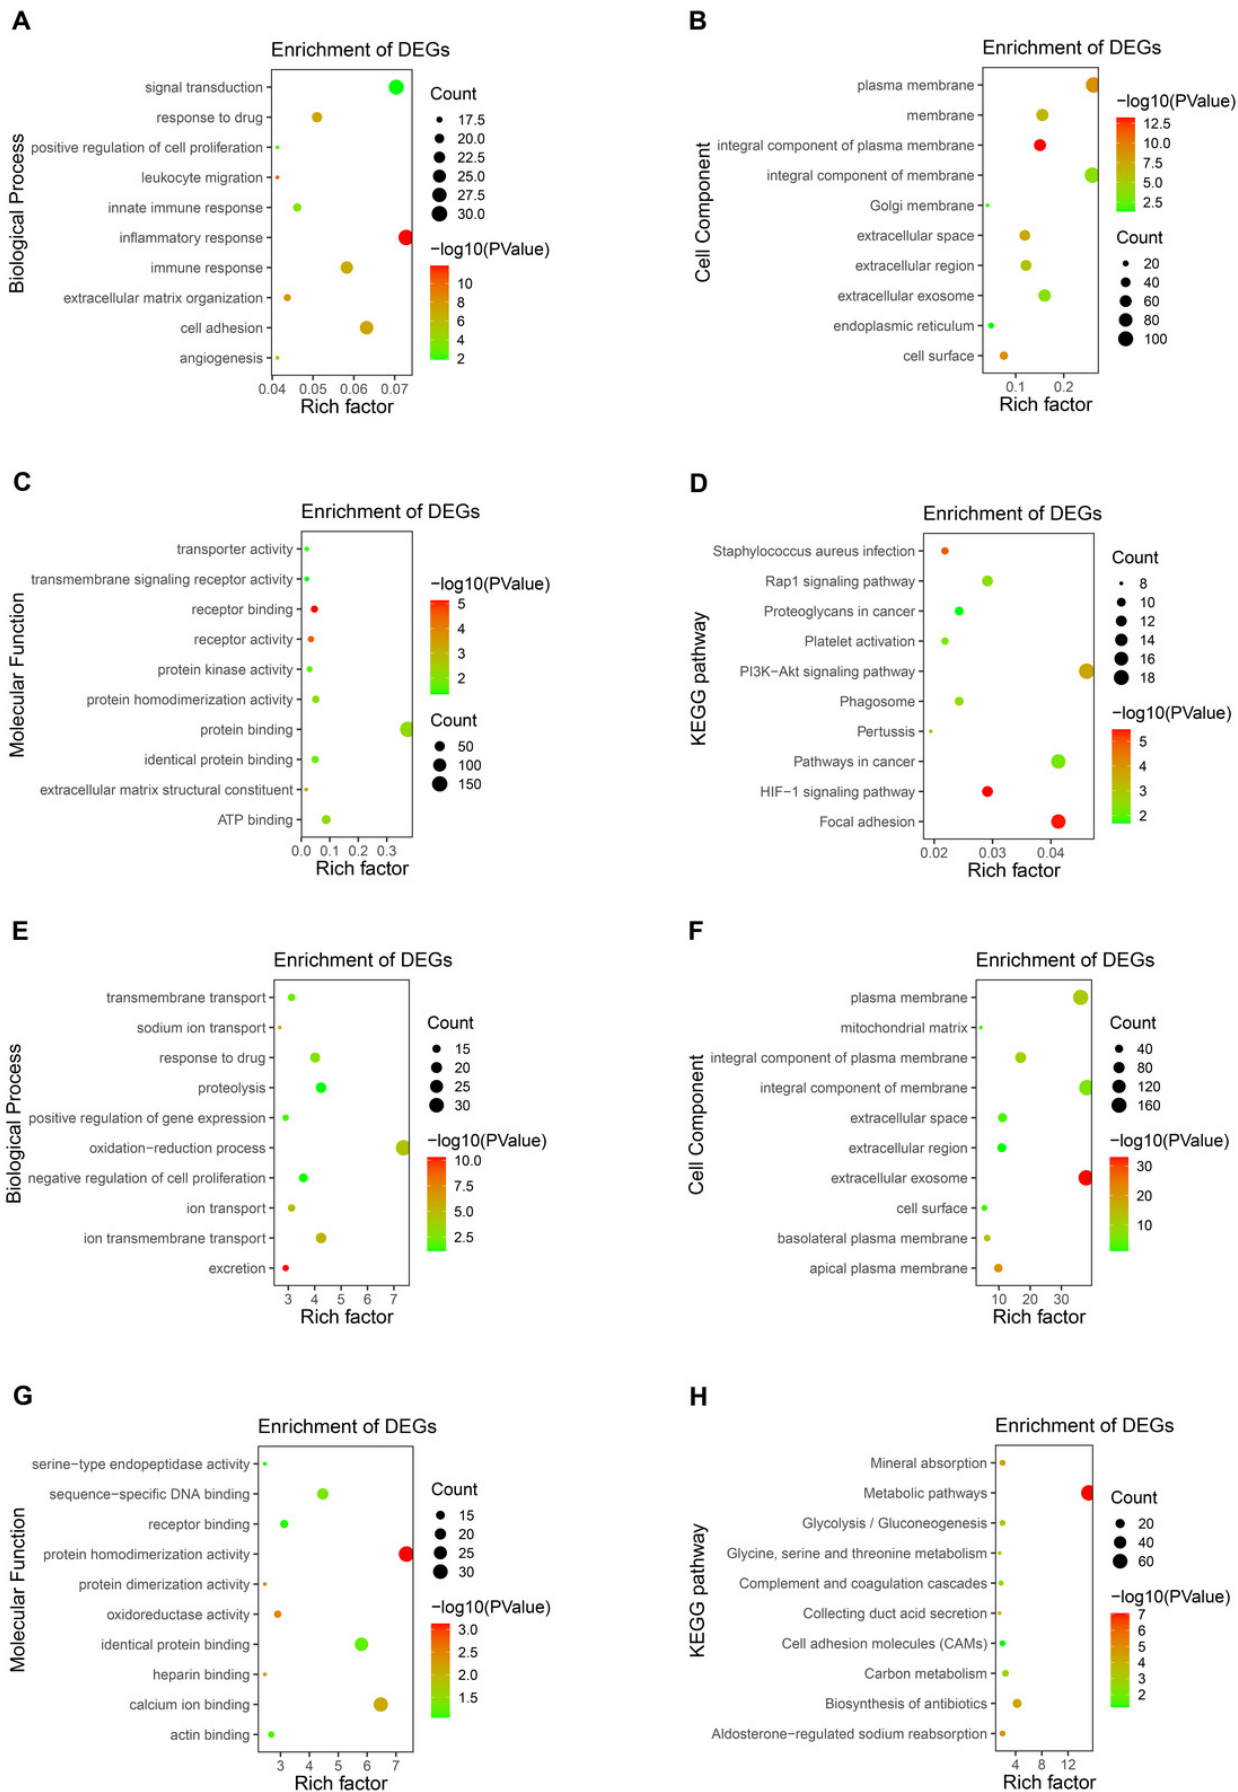 A
Enrichment of DEGs
Biological Process
signal transduction
response to drug
positive regulation of cell proliferation
leukocyte migration
innate immune response
inflammatory response
immune response
extracellular matrix organization
cell adhesion
angiogenesis
0.04 0.05 0.06 0.07
Rich factor
Count
17.5
20.0
22.5
25.0
27.5
30.0
−log10(PValue)
10
8
6
4
2
B
Enrichment of DEGs
Cell Component
plasma membrane
membrane
integral component of plasma membrane
integral component of membrane
Golgi membrane
extracellular space
extracellular region
extracellular exosome
endoplasmic reticulum
cell surface
0.1 0.2
Rich factor
−log10(PValue)
12.5
10.0
7.5
5.0
2.5
Count
20
40
60
80
100
C
Enrichment of DEGs
Molecular Function
transporter activity
transmembrane signaling receptor activity
receptor binding
receptor activity
protein kinase activity
protein homodimerization activity
protein binding
identical protein binding
extracellular matrix structural constituent
ATP binding
0.0 0.1 0.2 0.3
Rich factor
−log10(PValue)
5
4
3
2
Count
50
100
150
D
Enrichment of DEGs
KEGG pathway
Staphylococcus aureus infection
Rap1 signaling pathway
Proteoglycans in cancer
Platelet activation
PI3K−Akt signaling pathway
Phagosome
Pertussis
Pathways in cancer
HIF−1 signaling pathway
Focal adhesion
0.02 0.03 0.04
Rich factor
Count
8
10
12
14
16
18
−log10(PValue)
5
4
3
2
E
Enrichment of DEGs
Biological Process
transmembrane transport
sodium ion transport
response to drug
proteolysis
positive regulation of gene expression
oxidation−reduction process
negative regulation of cell proliferation
ion transport
ion transmembrane transport
excretion
3 4 5 6 7
Rich factor
Count
15
20
25
30
−log10(PValue)
10.0
7.5
5.0
2.5
F
Enrichment of DEGs
Cell Component
plasma membrane
mitochondrial matrix
integral component of plasma membrane
integral component of membrane
extracellular space
extracellular region
extracellular exosome
cell surface
basolateral plasma membrane
apical plasma membrane
10 20 30
Rich factor
Count
40
80
120
160
−log10(PValue)
30
20
10
G
Enrichment of DEGs
Molecular Function
serine−type endopeptidase activity
sequence−specific DNA binding
receptor binding
protein homodimerization activity
protein dimerization activity
oxidoreductase activity
identical protein binding
heparin binding
calcium ion binding
actin binding
3 4 5 6 7
Rich factor
Count
15
20
25
30
−log10(PValue)
3.0
2.5
2.0
1.5
H
Enrichment of DEGs
KEGG pathway
Mineral absorption
Metabolic pathways
Glycolysis / Gluconeogenesis
Glycine, serine and threonine metabolism
Complement and coagulation cascades
Collecting duct acid secretion
Cell adhesion molecules (CAMs)
Carbon metabolism
Biosynthesis of antibiotics
Aldosterone−regulated sodium reabsorption
4 8 12
Rich factor
Count
20
40
60
−log10(PValue)
7
6
5
4
3
2